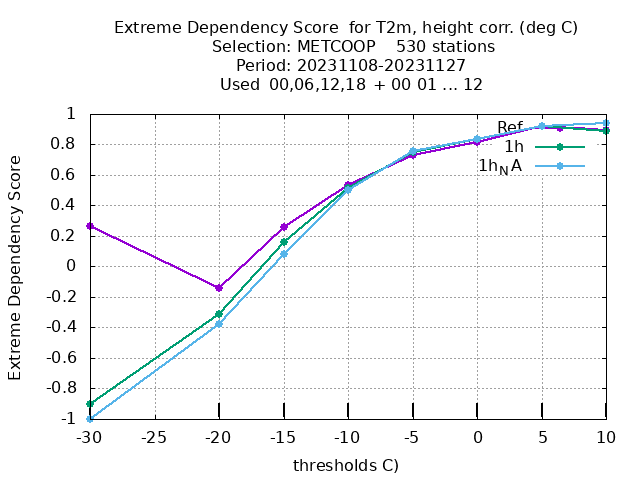 Extreme Dependency Score for T2m, height corr. (deg C)
Selection: METCOOP 530 stations
Period: 20231108-20231127
Used 00,06,12,18 + 00 01 ... 12
Extreme Dependency Score
1
0.8
0.6
0.4
0.2
0
-0.2
-0.4
-0.6
-0.8
-1
Ref
1h
1h_NA
-30
-25
-20
-15
-10
-5
0
5
10
thresholds C)